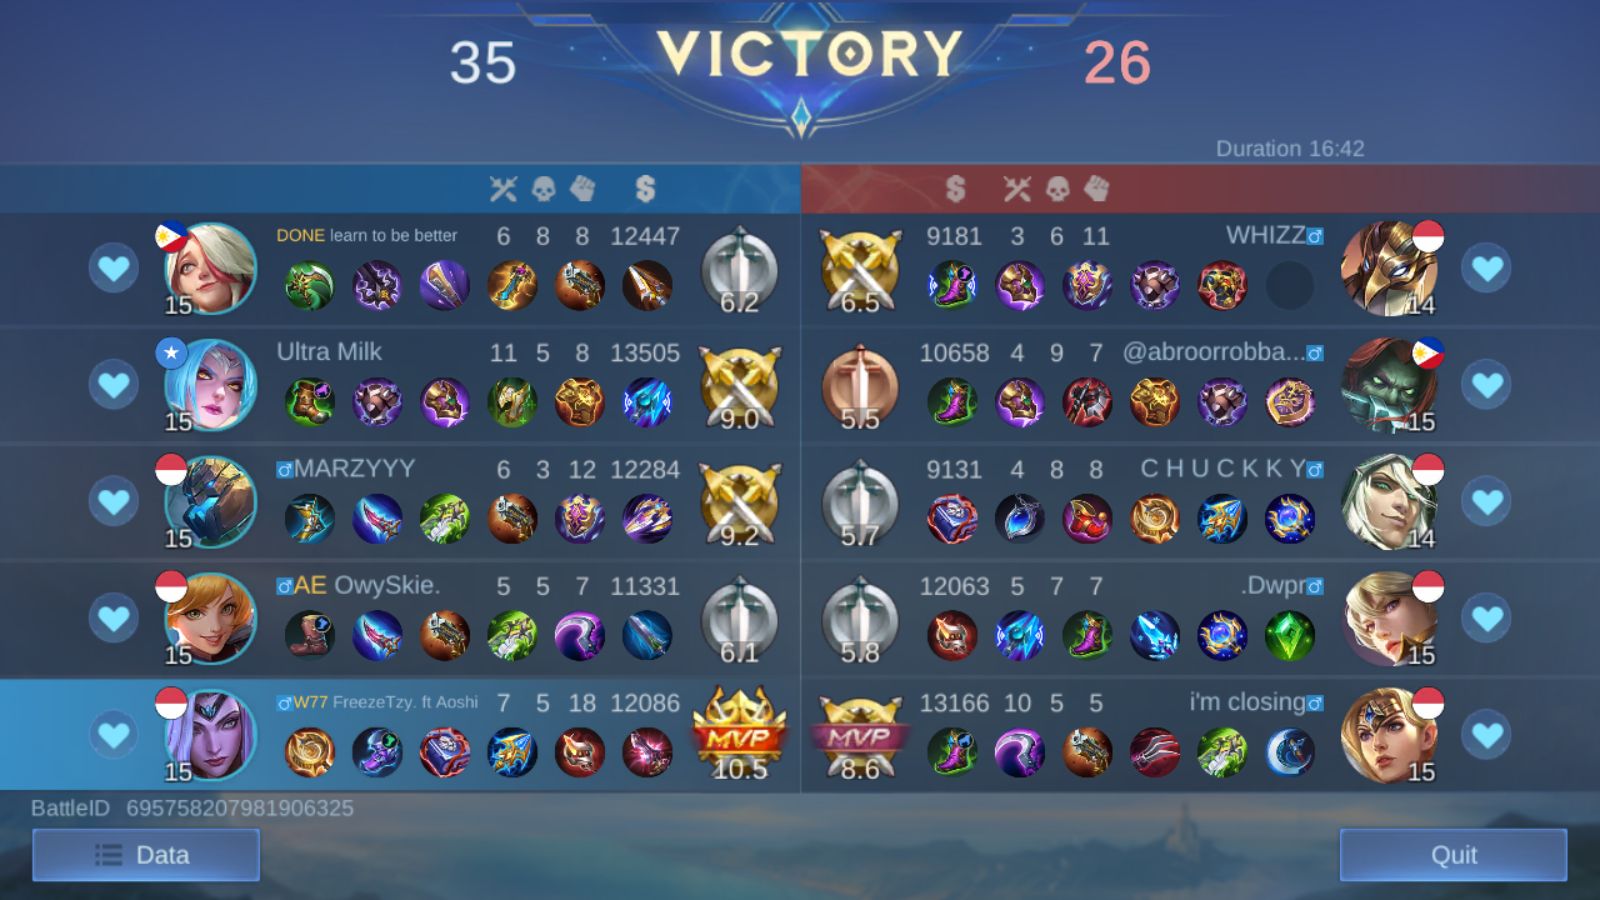 35 VICTORY 26
Duration 16:42
DONE learn to be better 6 8 8 12447 6.2 15
6.5 9181 3 6 11 WHIZZ 14
Ultra Milk 11 5 8 13505 9.0 15
5.5 10658 4 9 7 @abroorrobba... 15
MARZYYY 6 3 12 12284 9.2 15
5.7 9131 4 8 8 C H U C K K Y 14
AE OwySkie. 5 5 7 11331 6.1 15
5.8 12063 5 7 7 .Dwpr 15
W77 FreezeTzy. ft Aoshi 7 5 18 12086 MVP 10.5 15
MVP 8.6 13166 10 5 5 i'm closing 15
BattleID 695758207981906325
Data
Quit